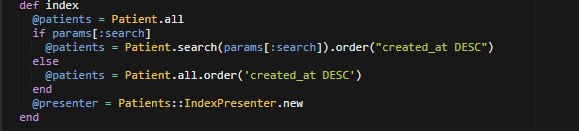 def index
@patients = Patient.all
if params[:search]
@patients = Patient.search(params[:search]).order("created_at DESC")
else
@patients = Patient.all.order('created_at DESC')
end
@presenter = Patients::IndexPresenter.new
end